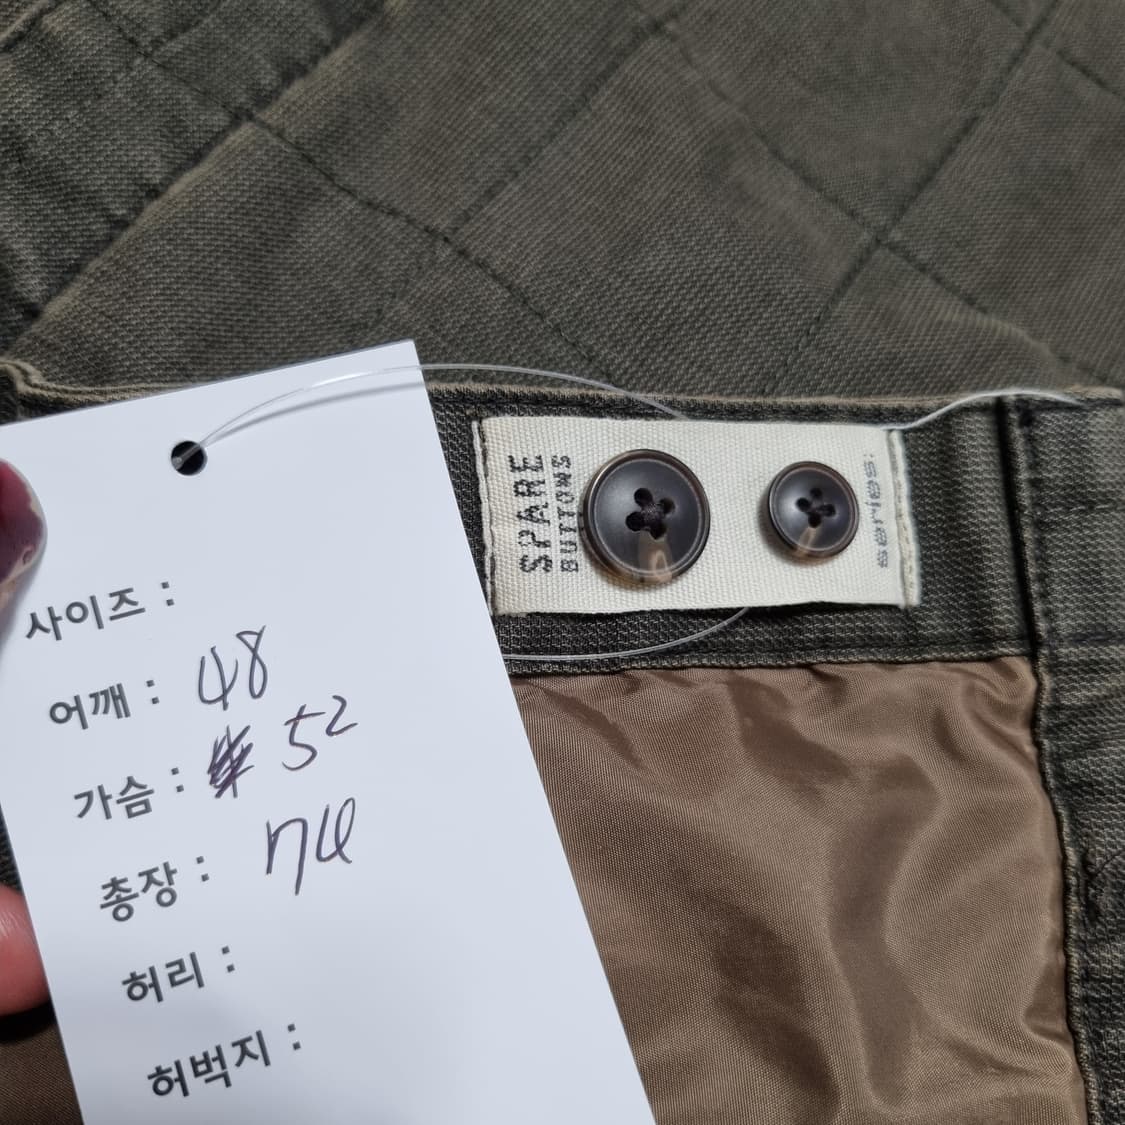 SPARE
BUTTONS
series:
사이즈 :
어깨 : 48
가슴 : 52
총장 : 74
허리 :
허벅지 :